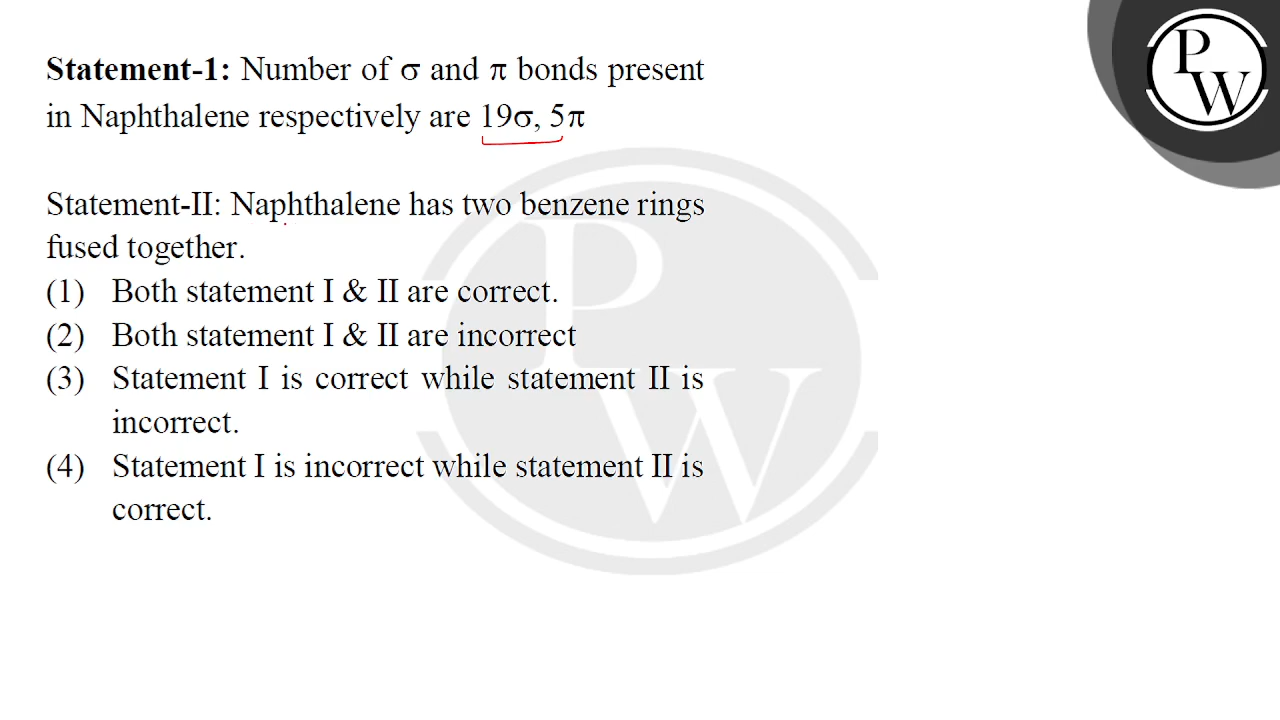 Statement-1: Number of σ and π bonds present
in Naphthalene respectively are 19σ, 5π
Statement-II: Naphthalene has two benzene rings
fused together.
(1) Both statement I & II are correct.
(2) Both statement I & II are incorrect
(3) Statement I is correct while statement II is
incorrect.
(4) Statement I is incorrect while statement II is
correct.
P
W
P
W